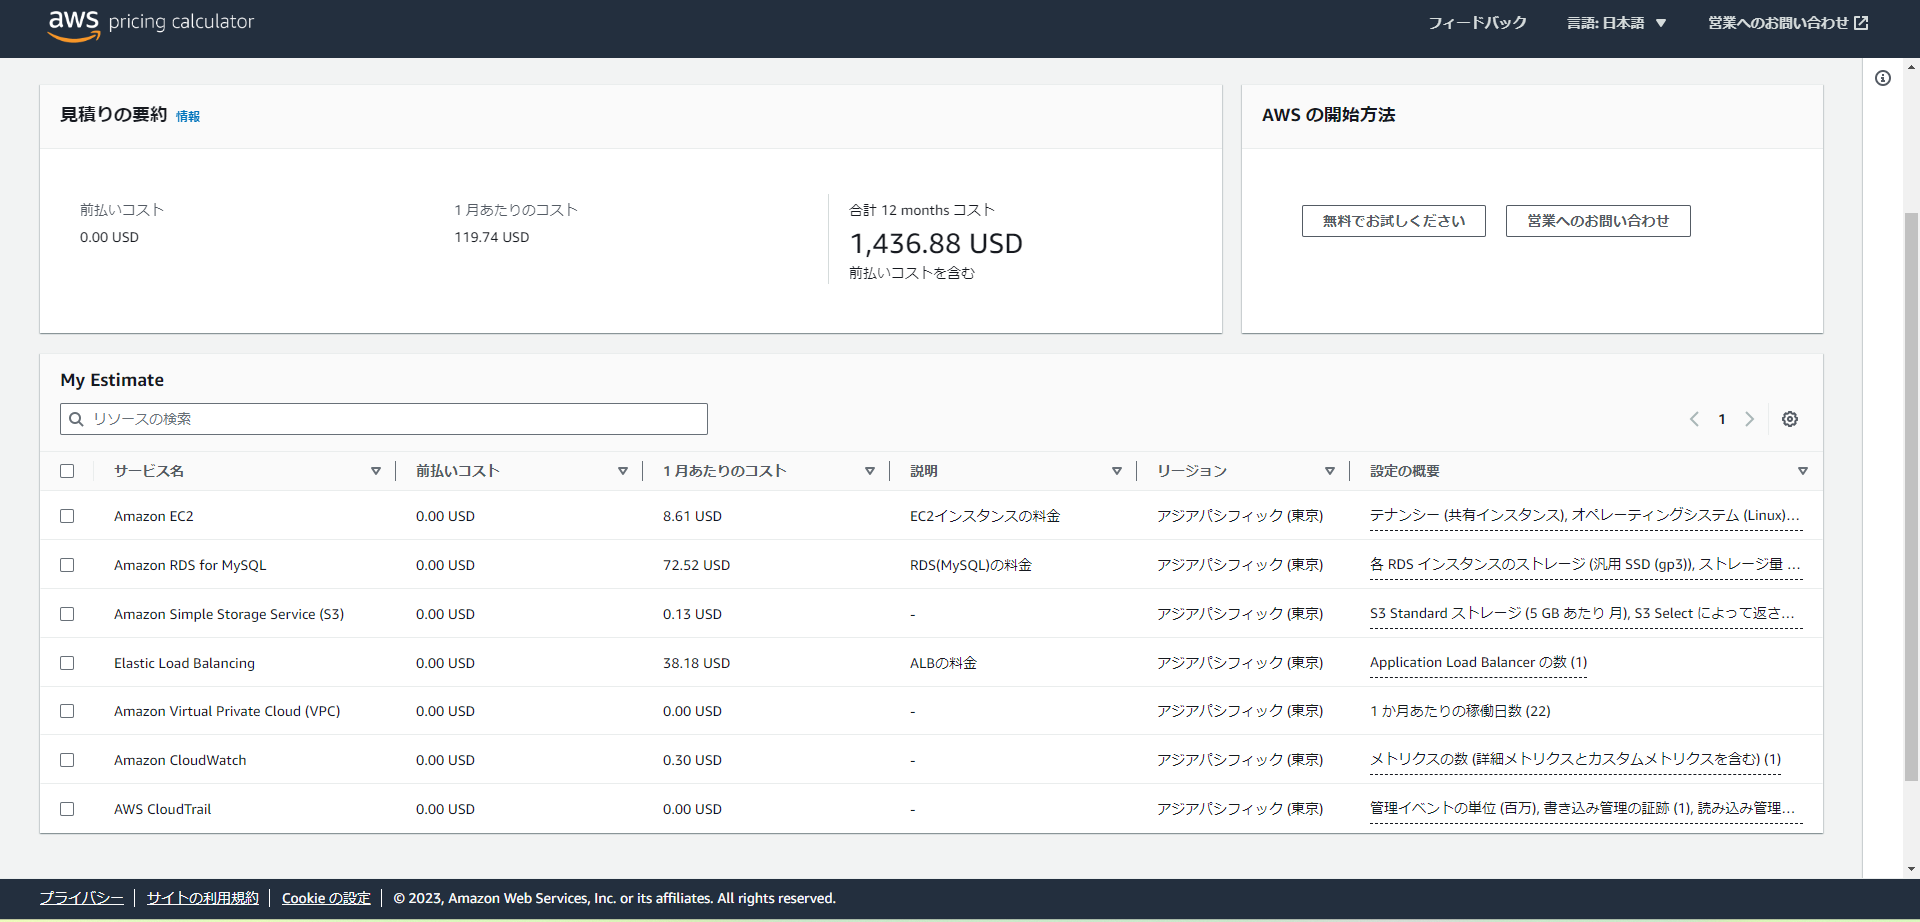 aws pricing calculator
フィードバック 言語: 日本語 営業へのお問い合わせ
見積りの要約 情報
前払いコスト
0.00 USD
1 月あたりのコスト
119.74 USD
合計 12 months コスト
1,436.88 USD
前払いコストを含む
AWS の開始方法
無料でお試しください 営業へのお問い合わせ
My Estimate
リソースの検索
1
サービス名 前払いコスト 1 月あたりのコスト 説明 リージョン 設定の概要
Amazon EC2 0.00 USD 8.61 USD EC2インスタンスの料金 アジアパシフィック (東京) テナンシー (共有インスタンス), オペレーティングシステム (Linux)...
Amazon RDS for MySQL 0.00 USD 72.52 USD RDS(MySQL)の料金 アジアパシフィック (東京) 各 RDS インスタンスのストレージ (汎用 SSD (gp3)), ストレージ量 ...
Amazon Simple Storage Service (S3) 0.00 USD 0.13 USD - アジアパシフィック (東京) S3 Standard ストレージ (5 GB あたり 月), S3 Select によって返さ...
Elastic Load Balancing 0.00 USD 38.18 USD ALBの料金 アジアパシフィック (東京) Application Load Balancer の数 (1)
Amazon Virtual Private Cloud (VPC) 0.00 USD 0.00 USD - アジアパシフィック (東京) 1 か月あたりの稼働日数 (22)
Amazon CloudWatch 0.00 USD 0.30 USD - アジアパシフィック (東京) メトリクスの数 (詳細メトリクスとカスタムメトリクスを含む) (1)
AWS CloudTrail 0.00 USD 0.00 USD - アジアパシフィック (東京) 管理イベントの単位 (百万), 書き込み管理の証跡 (1), 読み込み管理...
プライバシー サイトの利用規約 Cookie の設定 © 2023, Amazon Web Services, Inc. or its affiliates. All rights reserved.